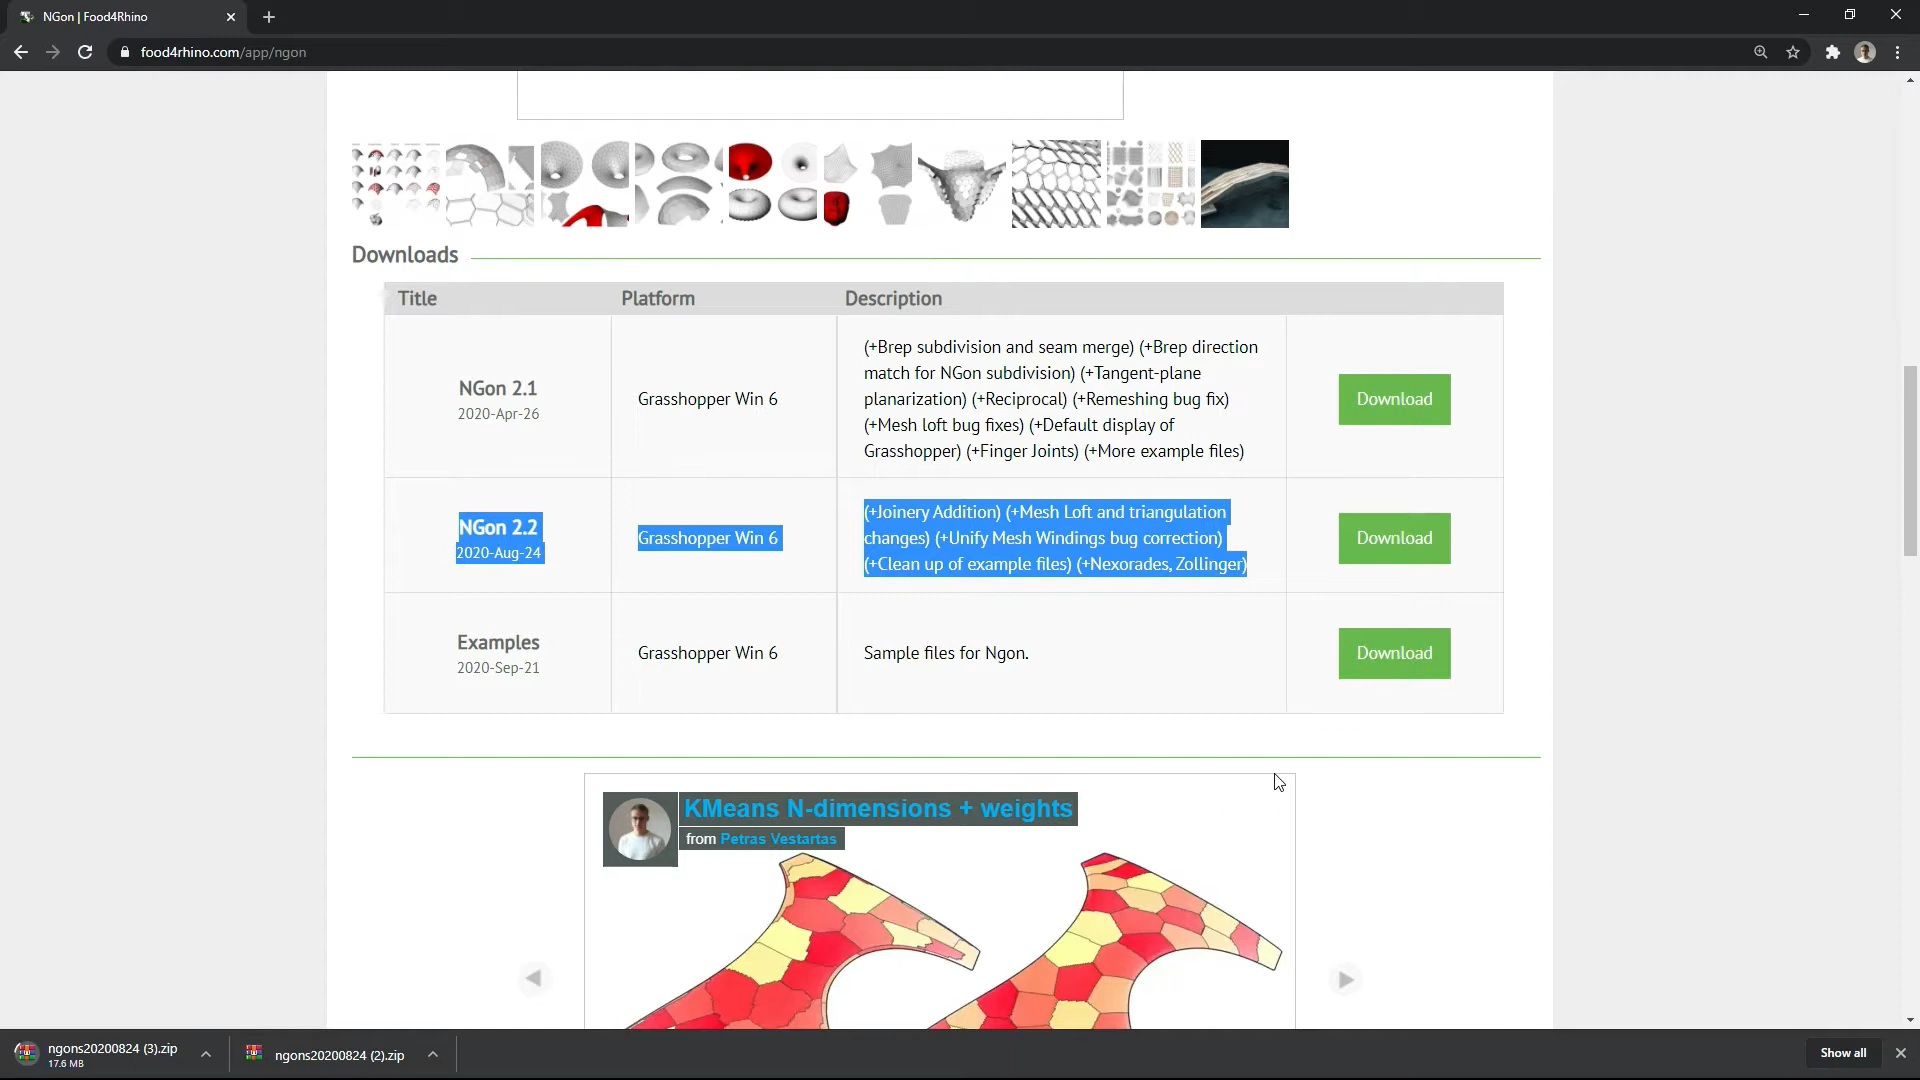 NGon | Food4Rhino
food4rhino.com/app/ngon
Downloads
Title Platform Description
NGon 2.1
2020-Apr-26
Grasshopper Win 6
(+Brep subdivision and seam merge) (+Brep direction
match for NGon subdivision) (+Tangent-plane
planarization) (+Reciprocal) (+Remeshing bug fix)
(+Mesh loft bug fixes) (+Default display of
Grasshopper) (+Finger Joints) (+More example files)
Download
NGon 2.2
2020-Aug-24
Grasshopper Win 6
(+Joinery Addition) (+Mesh Loft and triangulation
changes) (+Unify Mesh Windings bug correction)
(+Clean up of example files) (+Nexorades, Zollinger)
Download
Examples
2020-Sep-21
Grasshopper Win 6
Sample files for Ngon.
Download
KMeans N-dimensions + weights
from Petras Vestartas
ngons20200824 (3).zip
17.6 MB
ngons20200824 (2).zip
Show all